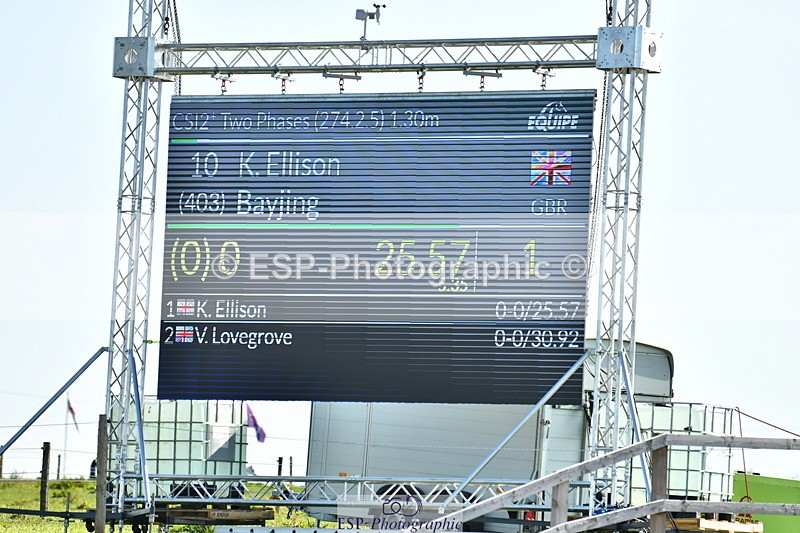 CSI2* Two Phases (274.2.5) 1.30m
EQUIPE
10 K. Ellison
(403) Bayjing
GBR
(0) 0 25.57 1
© ESP-Photographic ©
1 K. Ellison 0-0/25.57
2 V. Lovegrove 0-0/30.92
ESP-Photographic